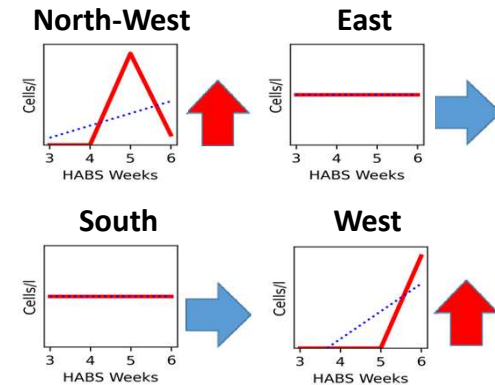 North-West
Cells/l
3 4 5 6
HABS Weeks
East
Cells/l
3 4 5 6
HABS Weeks
South
Cells/l
3 4 5 6
HABS Weeks
West
Cells/l
3 4 5 6
HABS Weeks